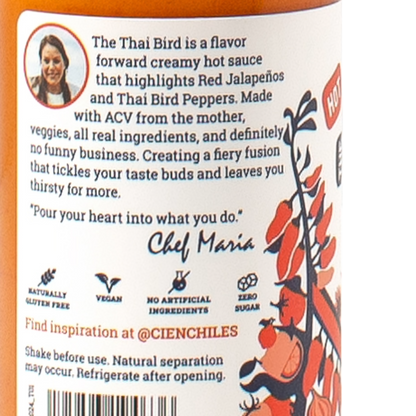 The Thai Bird is a flavor
forward creamy hot sauce
that highlights Red Jalapeños
and Thai Bird Peppers. Made
with ACV from the mother,
veggies, all real ingredients, and definitely
no funny business. Creating a fiery fusion
that tickles your taste buds and leaves you
thirsty for more.
"Pour your heart into what you do."
Chef Maria
NATURALLY
GLUTEN FREE
VEGAN
NO ARTIFICIAL
INGREDIENTS
ZERO
SUGAR
Find inspiration at @CIENCHILES
Shake before use. Natural separation
may occur. Refrigerate after opening.
HOT